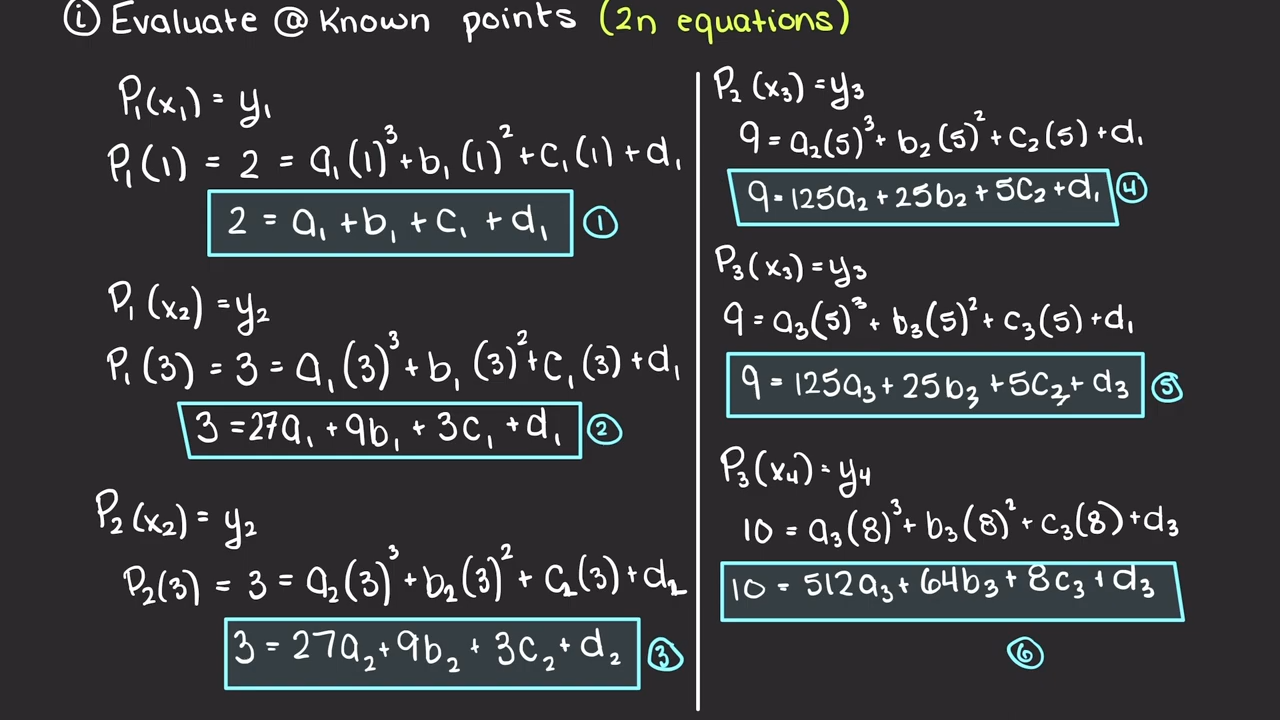 ① Evaluate @ Known points (2n equations)
P₁(x₁) = y₁
P₁(1) = 2 = a₁(1)³ + b₁(1)² + c₁(1) + d₁
2 = a₁ + b₁ + c₁ + d₁ ①
P₁(x₂) = y₂
P₁(3) = 3 = a₁(3)³ + b₁(3)² + c₁(3) + d₁
3 = 27a₁ + 9b₁ + 3c₁ + d₁ ②
P₂(x₂) = y₂
P₂(3) = 3 = a₂(3)³ + b₂(3)² + c₂(3) + d₂
3 = 27a₂ + 9b₂ + 3c₂ + d₂ ③
P₂(x₃) = y₃
9 = a₂(5)³ + b₂(5)² + c₂(5) + d₁
9 = 125a₂ + 25b₂ + 5c₂ + d₁ ④
P₃(x₃) = y₃
9 = a₃(5)³ + b₃(5)² + c₃(5) + d₁
9 = 125a₃ + 25b₃ + 5c₃ + d₃ ⑤
P₃(x₄) = y₄
10 = a₃(8)³ + b₃(8)² + c₃(8) + d₃
10 = 512a₃ + 64b₃ + 8c₃ + d₃
⑥